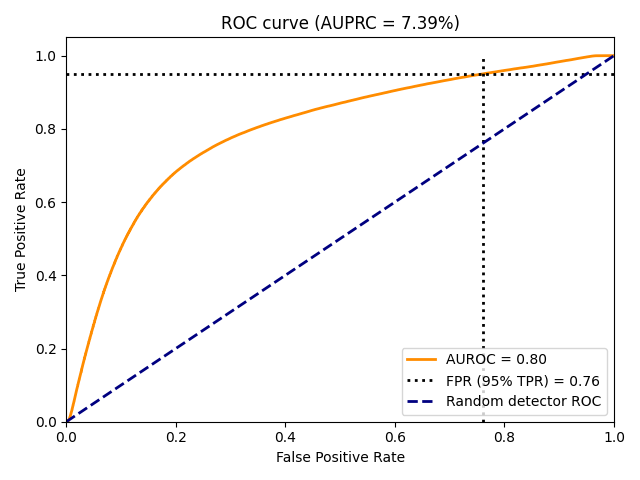 ROC curve (AUPRC = 7.39%)
1.0
0.8
0.6
0.4
0.2
0.0
True Positive Rate
AUROC = 0.80
FPR (95% TPR) = 0.76
Random detector ROC
0.0 0.2 0.4 0.6 0.8 1.0
False Positive Rate